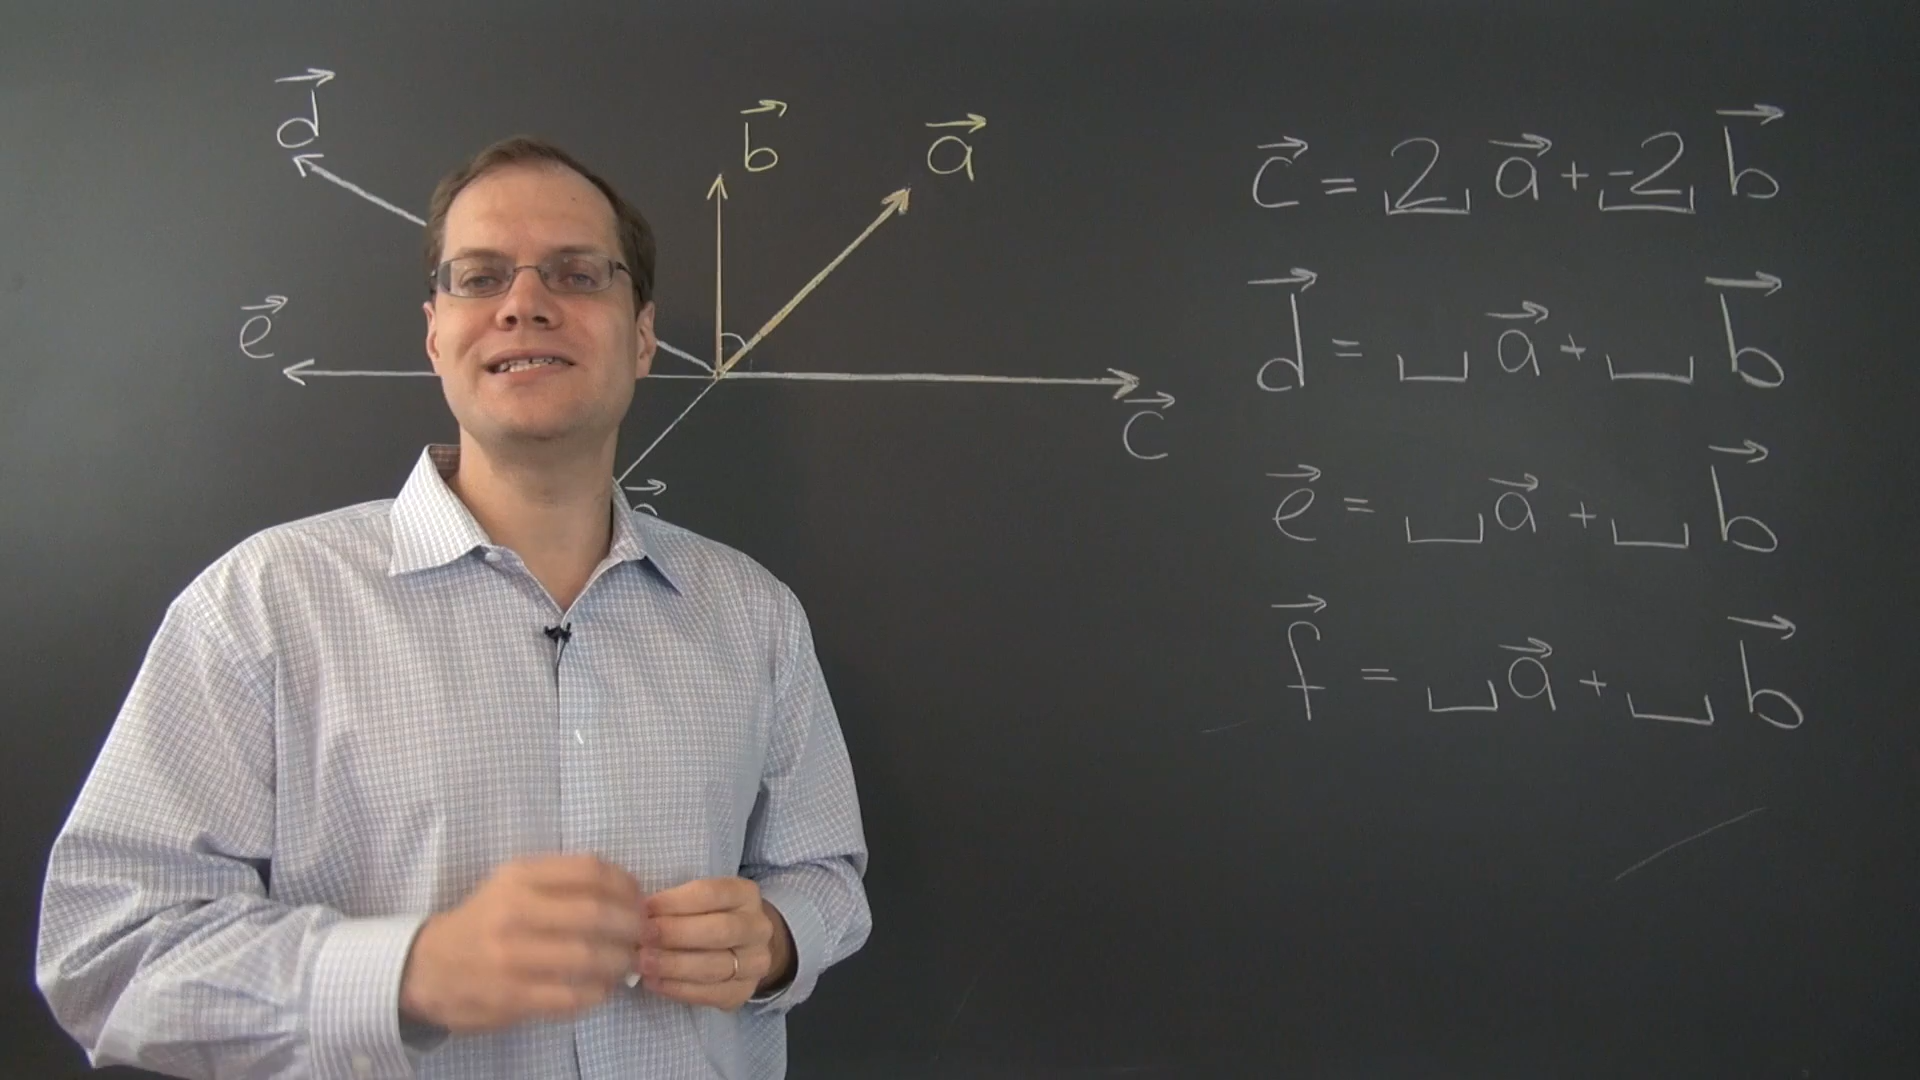 d⃗
b⃗
a⃗
e⃗
c⃗
c⃗ = 2 a⃗ + -2 b⃗
d⃗ = ⎵ a⃗ + ⎵ b⃗
e⃗ = ⎵ a⃗ + ⎵ b⃗
f⃗ = ⎵ a⃗ + ⎵ b⃗